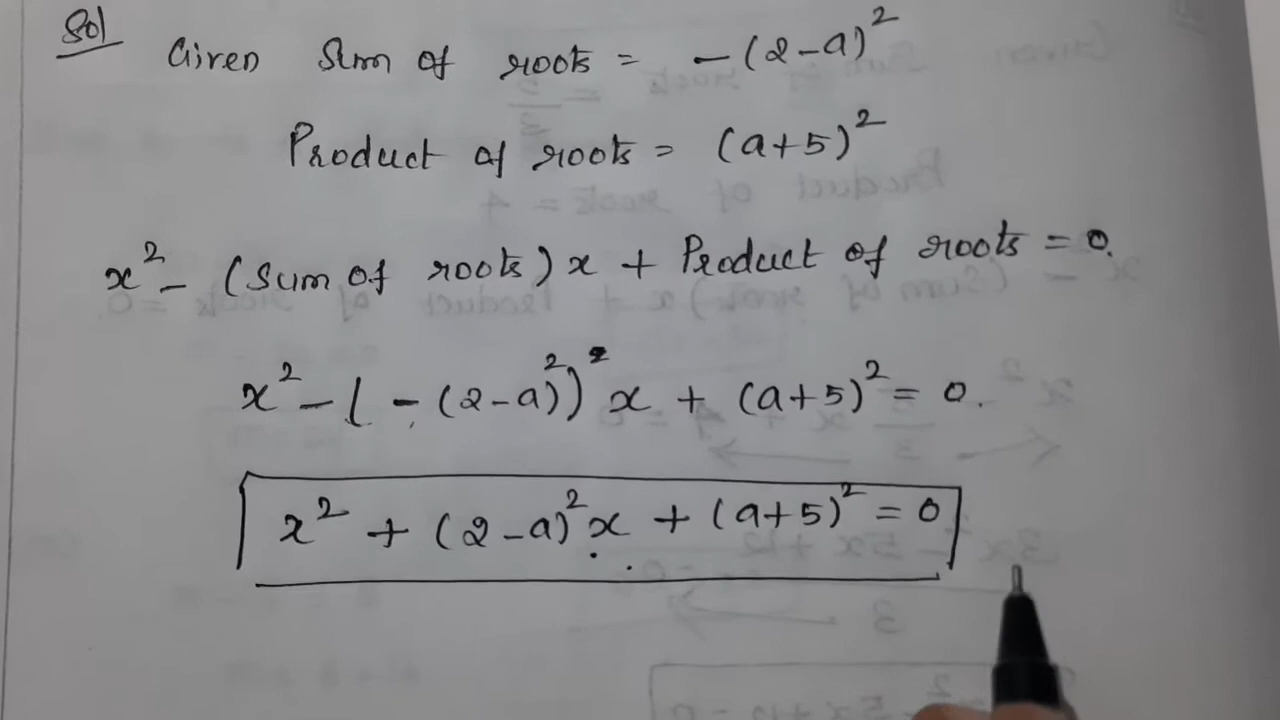 Sol Given Sum of roots = -(2-a)²
Product of roots = (a+5)²
x² - (Sum of roots)x + Product of roots = 0.
x² - (-(2-a)²)² x + (a+5)² = 0.
x² + (2-a)² x + (a+5)² = 0